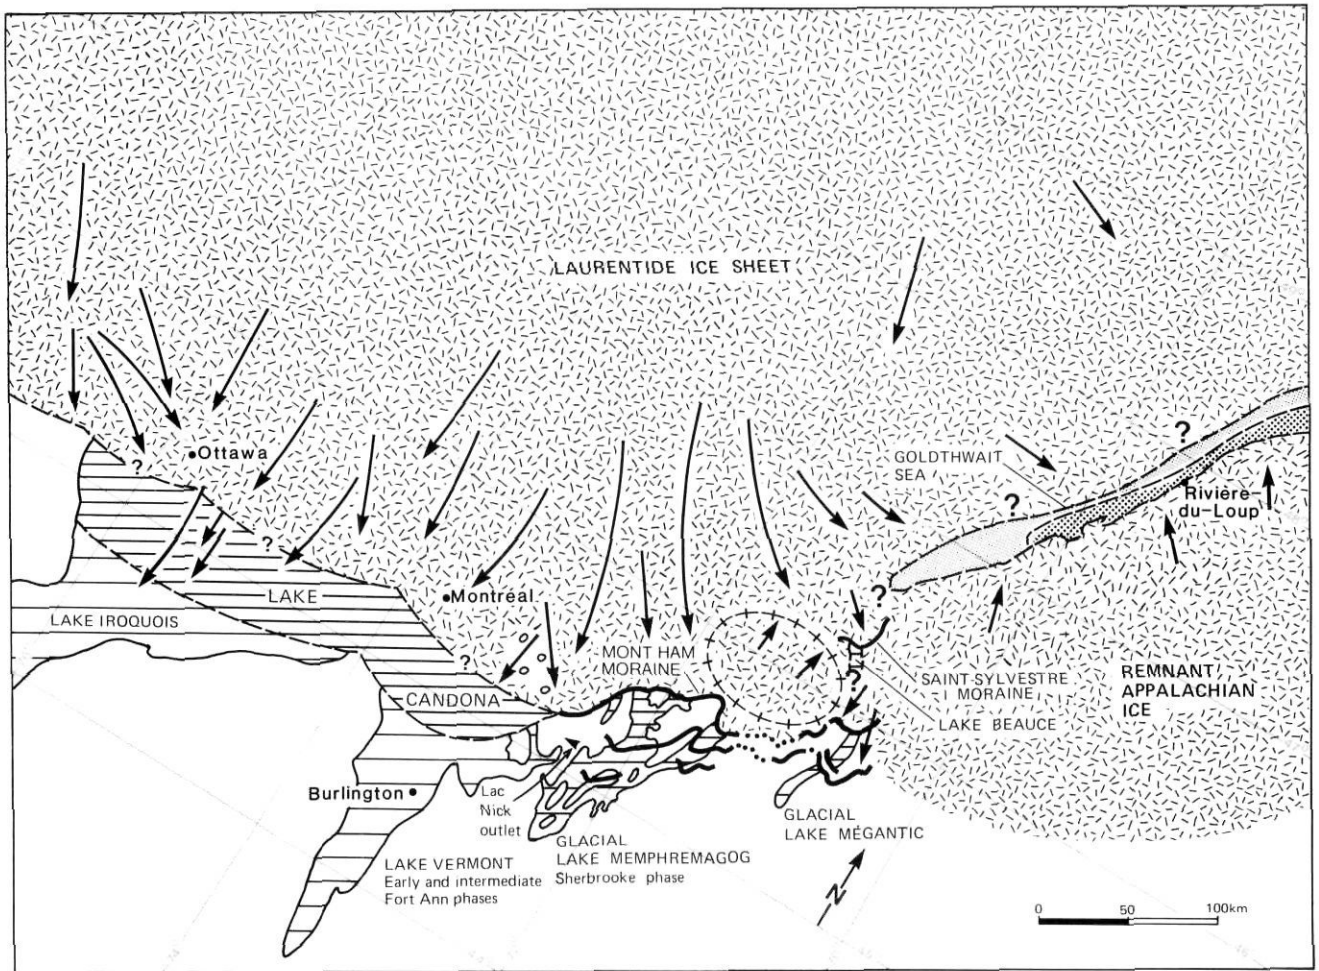 LAURENTIDE ICE SHEET
Ottawa
?
?
?
LAKE
LAKE IROQUOIS
Montréal
?
CANDONA
MONT HAM
MORAINE
GOLDTHWAIT
SEA
?
?
Rivière-
du-Loup
?
?
SAINT-SYLVESTRE
MORAINE
LAKE BEAUCE
REMNANT
APPALACHIAN
ICE
Burlington
Lac
Nick
outlet
LAKE VERMONT
Early and intermediate
Fort Ann phases
GLACIAL
LAKE MEMPHREMAGOG
Sherbrooke phase
GLACIAL
LAKE MÉGANTIC
N
0 50 100km